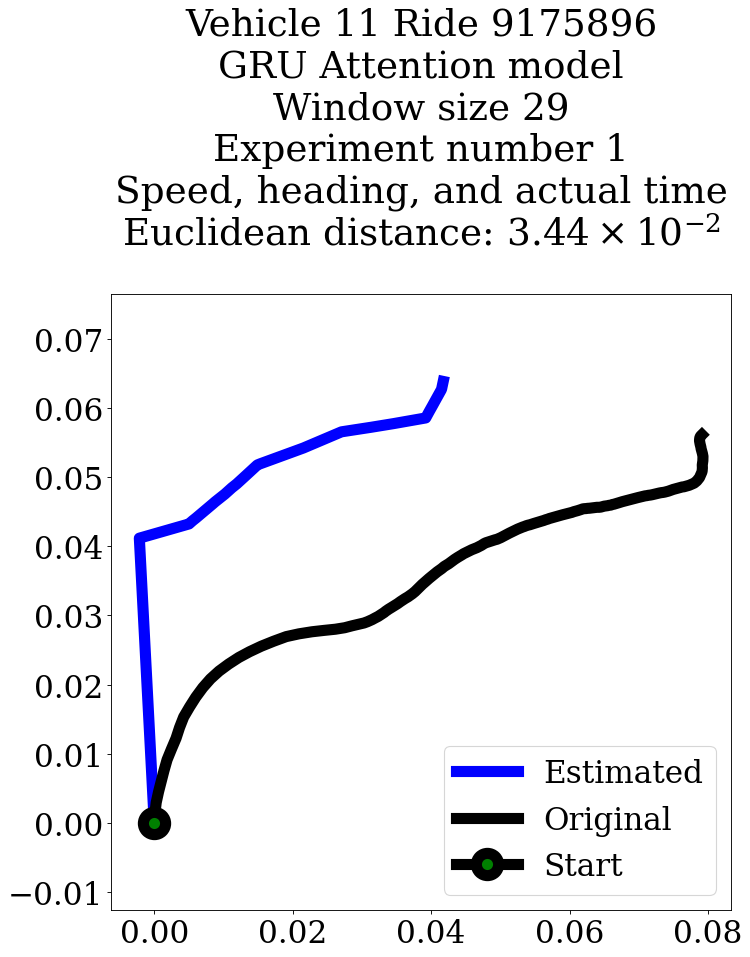 Vehicle 11 Ride 9175896
GRU Attention model
Window size 29
Experiment number 1
Speed, heading, and actual time
Euclidean distance: 3.44 × 10⁻²
0.07
0.06
0.05
0.04
0.03
0.02
0.01
0.00
−0.01
Estimated
Original
Start
0.00 0.02 0.04 0.06 0.08